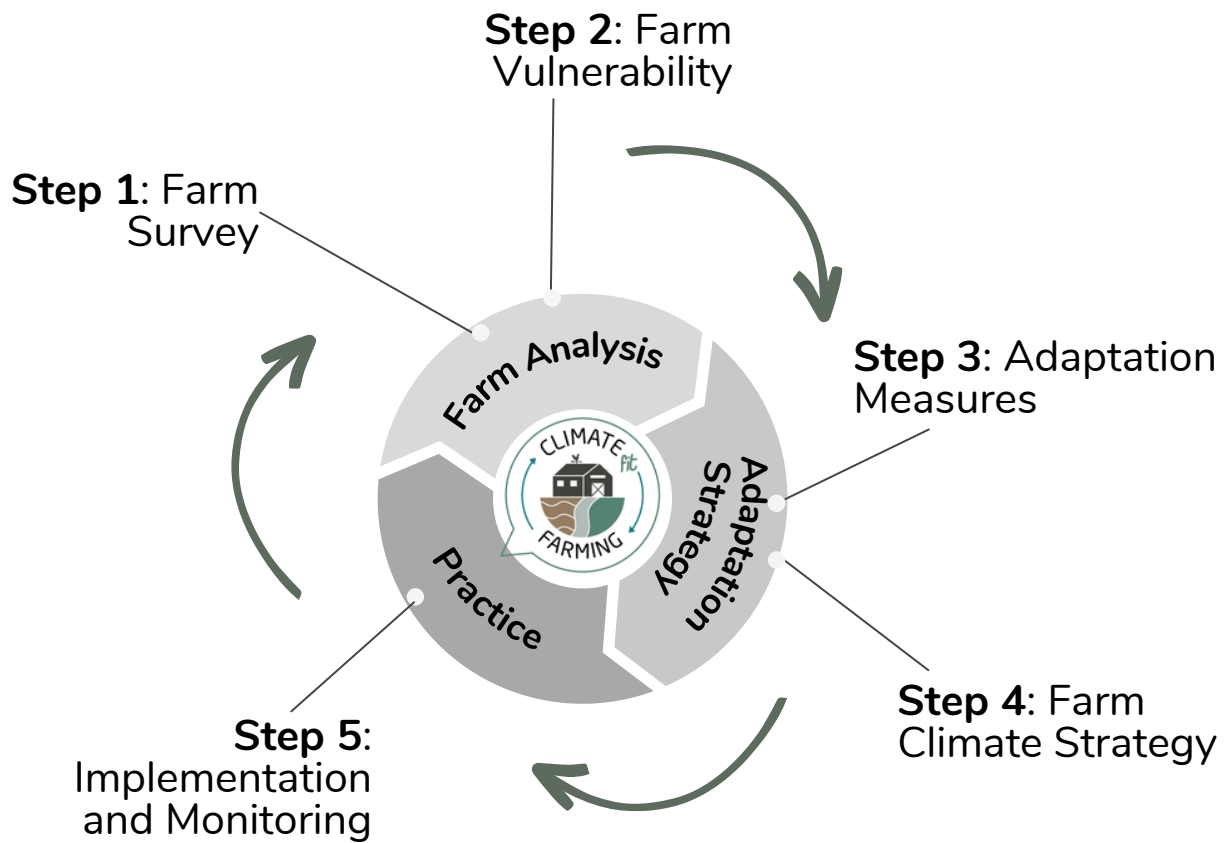 Step 1: Farm
Survey
Step 2: Farm
Vulnerability
Step 3: Adaptation
Measures
Step 4: Farm
Climate Strategy
Step 5:
Implementation
and Monitoring
Farm Analysis
Adaptation
Strategy
Practice
CLIMATE
fit
FARMING